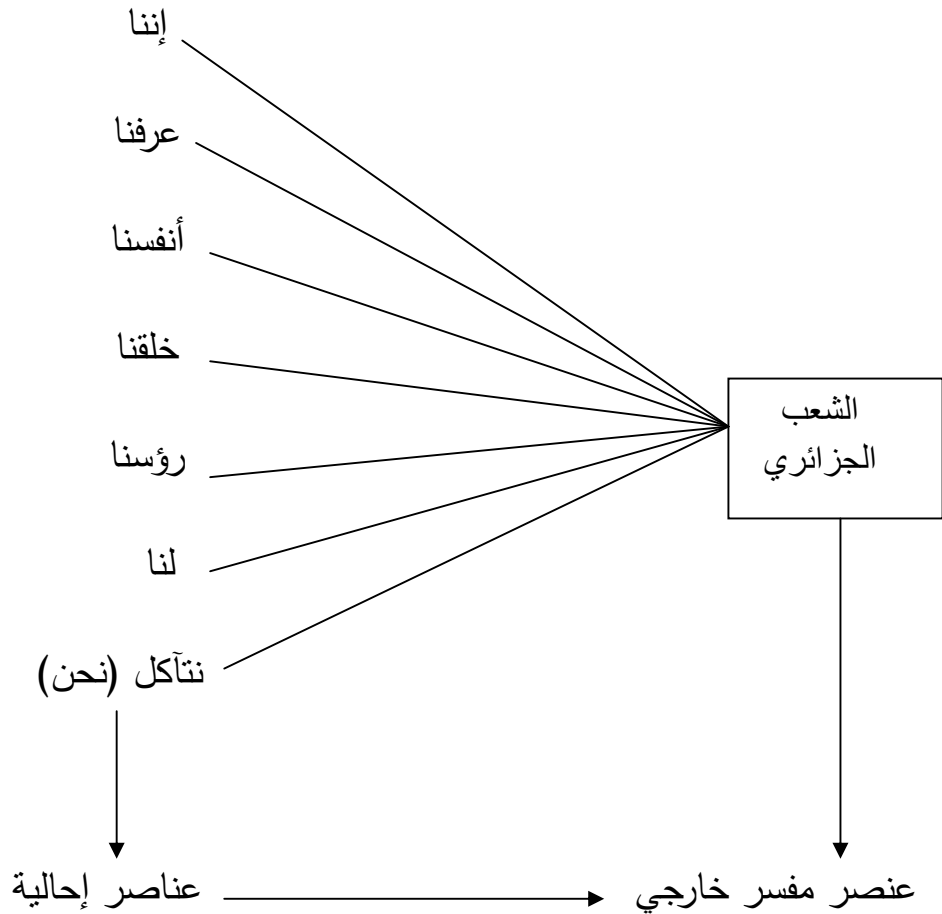 إننا
عرفنا
أنفسنا
خلقنا
رؤسنا
لنا
نتآكل (نحن)
الشعب
الجزائري
عناصر إحالية
عنصر مفسر خارجي